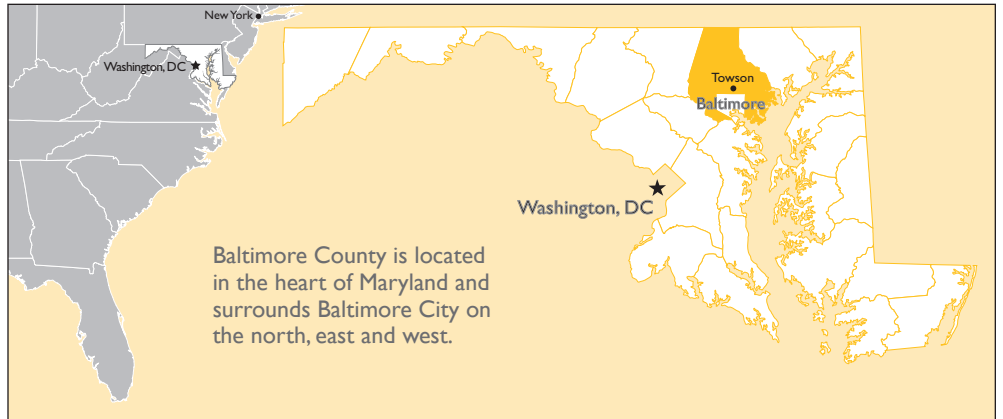 New York
Washington, DC
Towson
Baltimore
Washington, DC
Baltimore County is located
in the heart of Maryland and
surrounds Baltimore City on
the north, east and west.